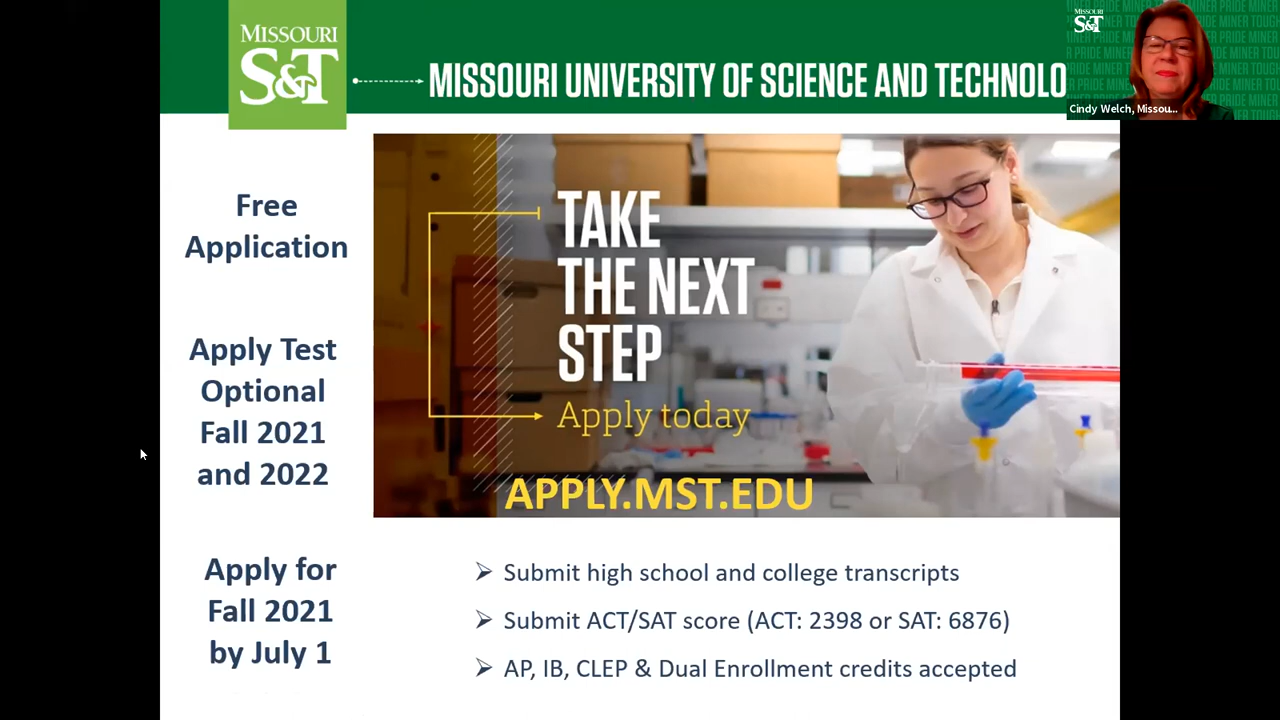 MISSOURI
S&T
MISSOURI UNIVERSITY OF SCIENCE AND TECHNOLO
MISSOURI
S&T
Cindy Welch, Missou...
Free
Application
Apply Test
Optional
Fall 2021
and 2022
Apply for
Fall 2021
by July 1
TAKE
THE NEXT
STEP
Apply today
APPLY.MST.EDU
➢ Submit high school and college transcripts
➢ Submit ACT/SAT score (ACT: 2398 or SAT: 6876)
➢ AP, IB, CLEP & Dual Enrollment credits accepted